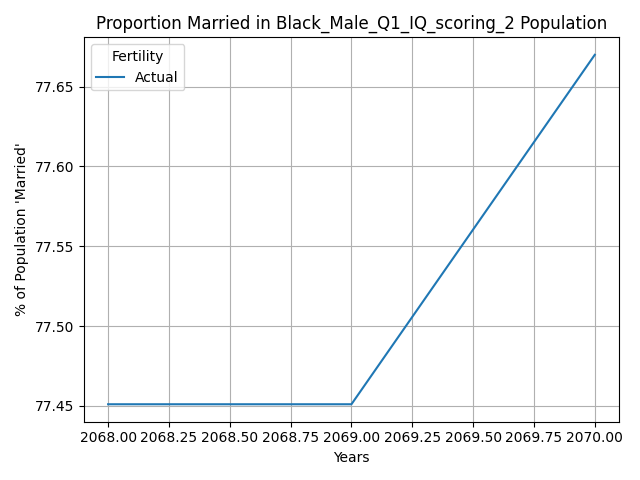 Proportion Married in Black_Male_Q1_IQ_scoring_2 Population
Fertility
Actual
% of Population 'Married'
77.65
77.60
77.55
77.50
77.45
2068.00 2068.25 2068.50 2068.75 2069.00 2069.25 2069.50 2069.75 2070.00
Years